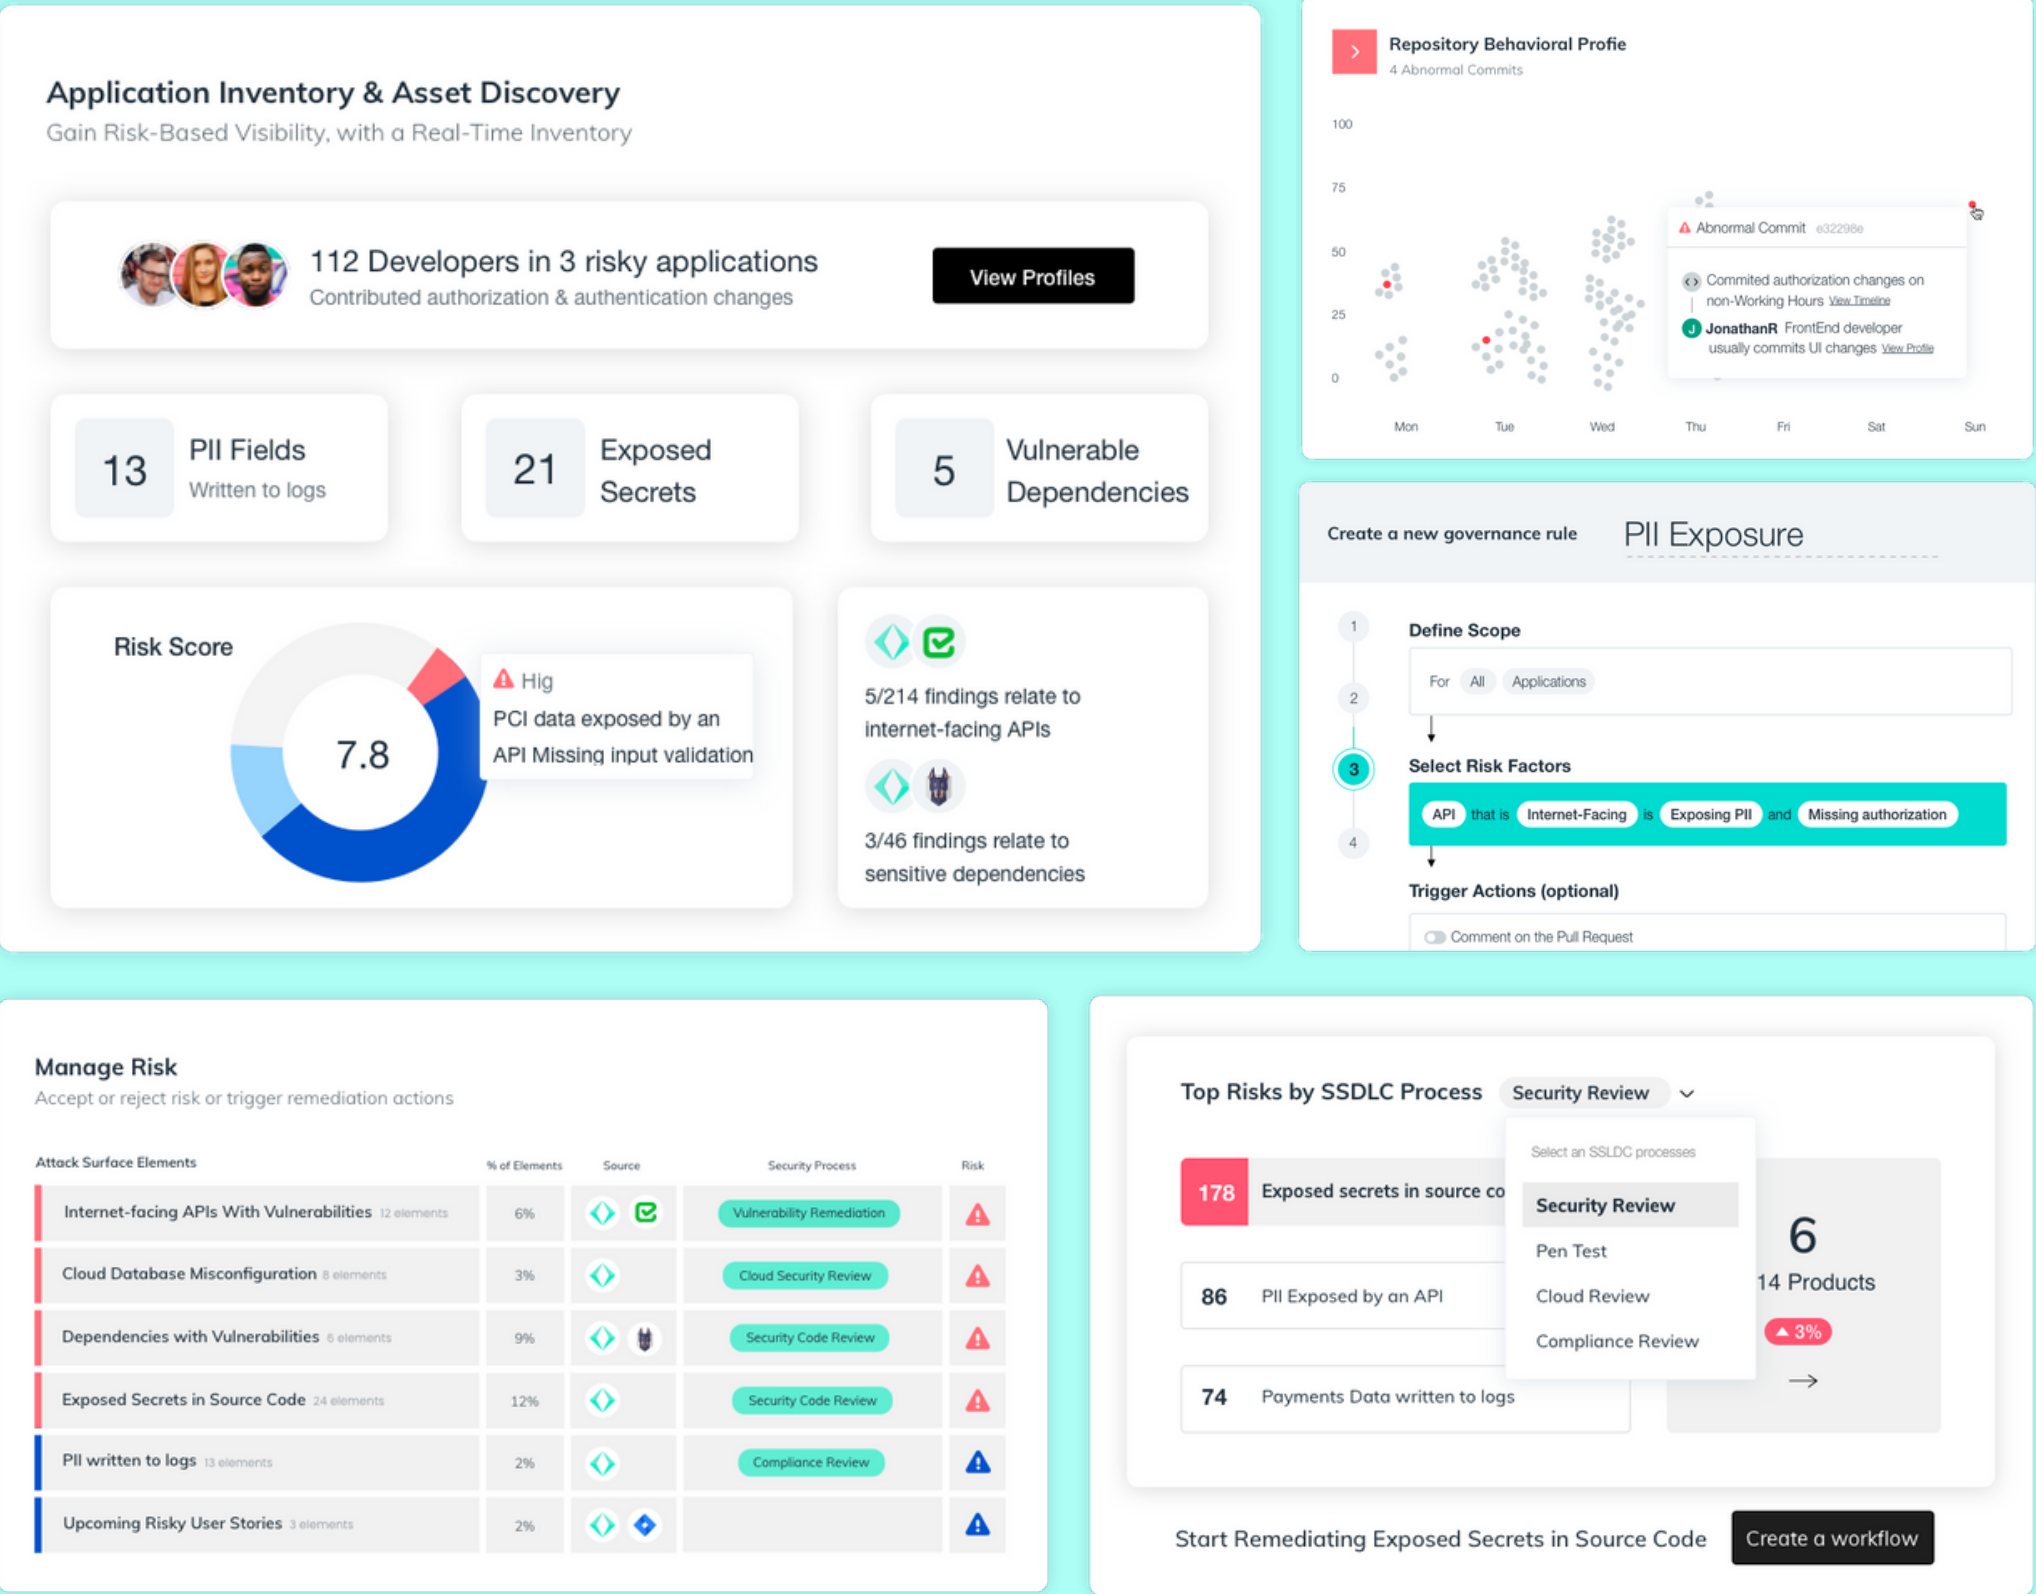 Application Inventory & Asset Discovery
Gain Risk-Based Visibility, with a Real-Time Inventory
112 Developers in 3 risky applications
Contributed authorization & authentication changes
View Profiles
13
PII Fields
Written to logs
21
Exposed
Secrets
5
Vulnerable
Dependencies
Risk Score
7.8
Hig
PCI data exposed by an
API Missing input validation
5/214 findings relate to
internet-facing APIs
3/46 findings relate to
sensitive dependencies
Repository Behavioral Profie
4 Abnormal Commits
100
75
50
25
0
Mon Tue Wed Thu Fri Sat Sun
Abnormal Commit e32298e
Commited authorization changes on
non-Working Hours View Timeline
J JonathanR FrontEnd developer
usually commits UI changes View Profile
Create a new governance rule PII Exposure
1
Define Scope
2
For All Applications
3
Select Risk Factors
API that is Internet-Facing is Exposing PII and Missing authorization
4
Trigger Actions (optional)
Comment on the Pull Request
Manage Risk
Accept or reject risk or trigger remediation actions
Attack Surface Elements % of Elements Source Security Process Risk
Internet-facing APIs With Vulnerabilities 12 elements 6% Vulnerability Remediation
Cloud Database Misconfiguration 8 elements 3% Cloud Security Review
Dependencies with Vulnerabilities 6 elements 9% Security Code Review
Exposed Secrets in Source Code 24 elements 12% Security Code Review
PII written to logs 13 elements 2% Compliance Review
Upcoming Risky User Stories 3 elements 2%
Top Risks by SSDLC Process Security Review
Select an SSLDC processes
Security Review
Pen Test
Cloud Review
Compliance Review
178 Exposed secrets in source co
86 PII Exposed by an API
74 Payments Data written to logs
6
14 Products
3%
Start Remediating Exposed Secrets in Source Code
Create a workflow